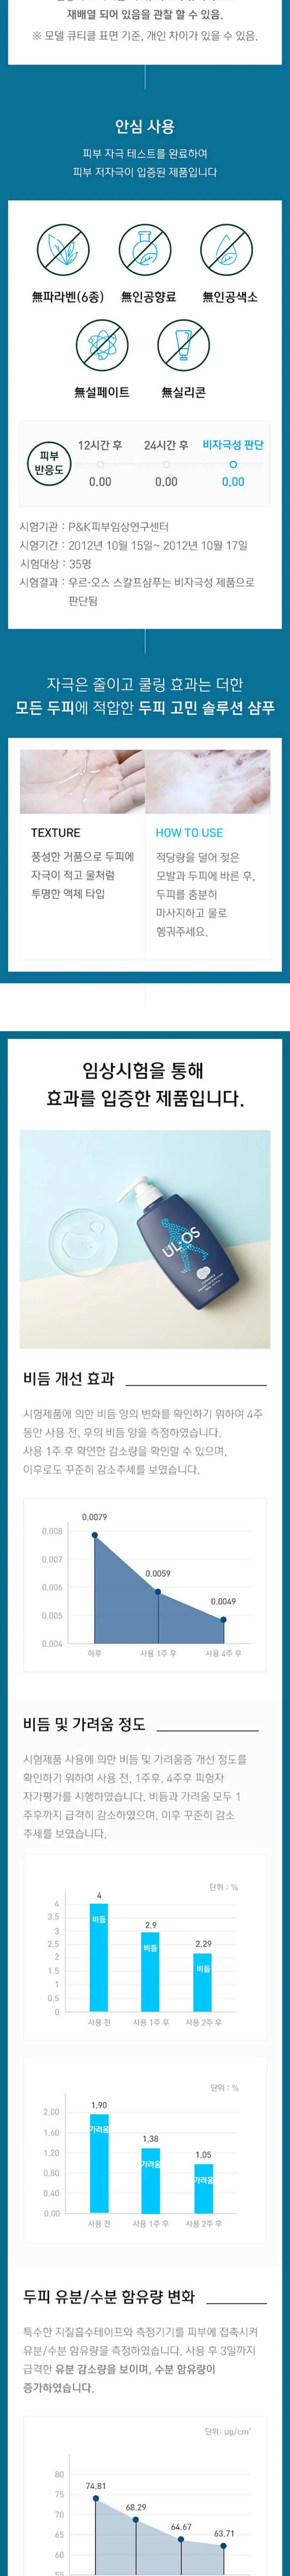 재배열 되어 있음을 관찰 할 수 있음.
※ 모델 큐티클 표면 기준, 개인 차이가 있을 수 있음.
안심 사용
피부 자극 테스트를 완료하여
피부 저자극이 입증된 제품입니다
無파라벤(6종) 無인공향료 無인공색소
無설페이트 無실리콘
피부
반응도
12시간 후 24시간 후 비자극성 판단
0.00 0.00 0.00
시험기관 : P&K피부임상연구센터
시험기간 : 2012년 10월 15일~ 2012년 10월 17일
시험대상 : 35명
시험결과 : 우르·오스 스칼프샴푸는 비자극성 제품으로
판단됨
자극은 줄이고 쿨링 효과는 더한
모든 두피에 적합한 두피 고민 솔루션 샴푸
TEXTURE
풍성한 거품으로 두피에
자극이 적고 물처럼
투명한 액체 타입
HOW TO USE
적당량을 덜어 젖은
모발과 두피에 바른 후,
두피를 충분히
마사지하고 물로
헹궈주세요.
임상시험을 통해
효과를 입증한 제품입니다.
UL·OS
비듬 개선 효과
시험제품에 의한 비듬 양의 변화를 확인하기 위하여 4주
동안 사용 전, 후의 비듬 양을 측정하였습니다.
사용 1주 후 확연한 감소량을 확인할 수 있으며,
이후로도 꾸준히 감소추세를 보였습니다.
0.0079
0.008
0.007
0.0059
0.006
0.0049
0.005
0.004
하루 사용 1주 후 사용 4주 후
비듬 및 가려움 정도
시험제품 사용에 의한 비듬 및 가려움증 개선 정도를
확인하기 위하여 사용 전, 1주후, 4주후 피험자
자가평가를 시행하였습니다. 비듬과 가려움 모두 1
주후까지 급격히 감소하였으며, 이후 꾸준히 감소
추세를 보였습니다.
단위 : %
4
4
3.5
비듬
2.9
3
비듬
2.29
2.5
2
비듬
1.5
1
0.5
0
사용 전 사용 1주 후 사용 2주 후
단위 : %
1.90
2.00
가려움
1.60
1.38
가려움
1.20
1.05
0.80
가려움
0.40
0.00
사용 전 사용 1주 후 사용 2주 후
두피 유분/수분 함유량 변화
특수한 지질흡수테이프와 측정기기를 피부에 접촉시켜
유분/수분 함유량을 측정하였습니다. 사용 후 3일까지
급격한 유분 감소량을 보이며, 수분 함유량이
증가하였습니다.
단위: μg/cm²
80
74.81
75
68.29
70
64.67
63.71
65
60
55